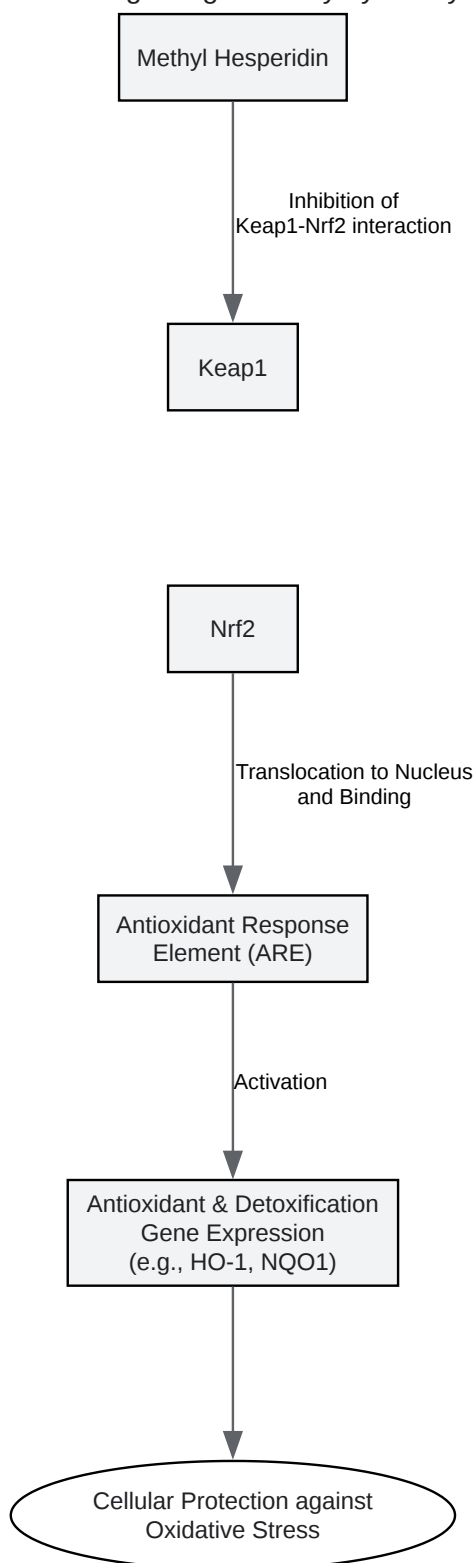 Methyl Hesperidin
Inhibition of
Keap1-Nrf2 interaction
Keap1
Nrf2
Translocation to Nucleus
and Binding
Antioxidant Response
Element (ARE)
Activation
Antioxidant & Detoxification
Gene Expression
(e.g., HO-1, NQO1)
Cellular Protection against
Oxidative Stress